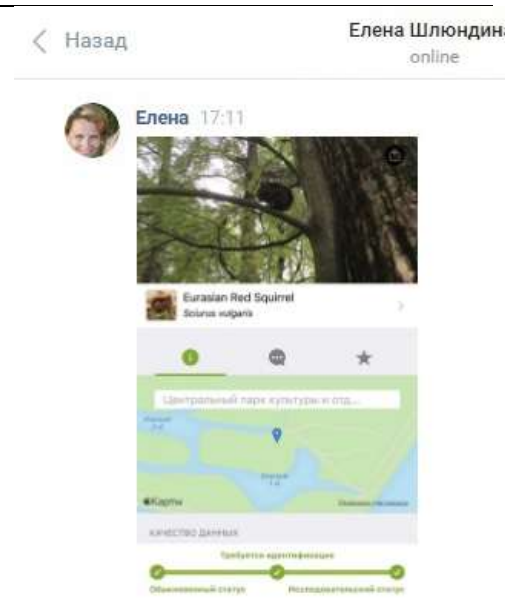 Назад
Елена Шлюндина
online
Елена 17:11
Eurasian Red Squirrel
Sciurus vulgaris
Центральный парк культуры и отд...
Карты
КАЧЕСТВО ДАННЫХ
Требуется идентификация
Обыкновенный статус
Исследовательский статус